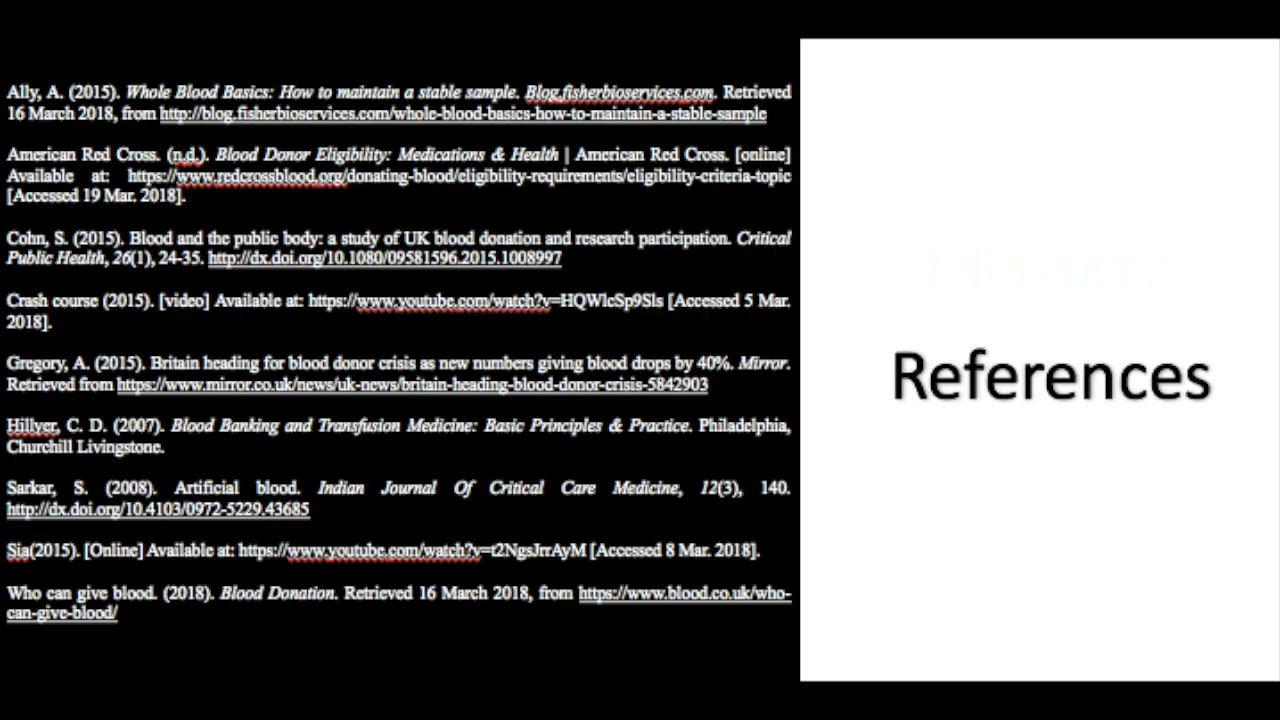 Ally, A. (2015). Whole Blood Basics: How to maintain a stable sample. Blog.fisherbioservices.com. Retrieved
16 March 2018, from http://blog.fisherbioservices.com/whole-blood-basics-how-to-maintain-a-stable-sample
American Red Cross. (n.d.). Blood Donor Eligibility: Medications & Health | American Red Cross. [online]
Available at: https://www.redcrossblood.org/donating-blood/eligibility-requirements/eligibility-criteria-topic
[Accessed 19 Mar. 2018].
Cohn, S. (2015). Blood and the public body: a study of UK blood donation and research participation. Critical
Public Health, 26(1), 24-35. http://dx.doi.org/10.1080/09581596.2015.1008997
Crash course (2015). [video] Available at: https://www.youtube.com/watch?v=HQWlcSp9Sls [Accessed 5 Mar.
2018].
Gregory, A. (2015). Britain heading for blood donor crisis as new numbers giving blood drops by 40%. Mirror.
Retrieved from https://www.mirror.co.uk/news/uk-news/britain-heading-blood-donor-crisis-5842903
Hillyer, C. D. (2007). Blood Banking and Transfusion Medicine: Basic Principles & Practice. Philadelphia,
Churchill Livingstone.
Sarkar, S. (2008). Artificial blood. Indian Journal Of Critical Care Medicine, 12(3), 140.
http://dx.doi.org/10.4103/0972-5229.43685
Sia(2015). [Online] Available at: https://www.youtube.com/watch?v=t2NgsJrrAyM [Accessed 8 Mar. 2018].
Who can give blood. (2018). Blood Donation. Retrieved 16 March 2018, from https://www.blood.co.uk/who-
can-give-blood/
References